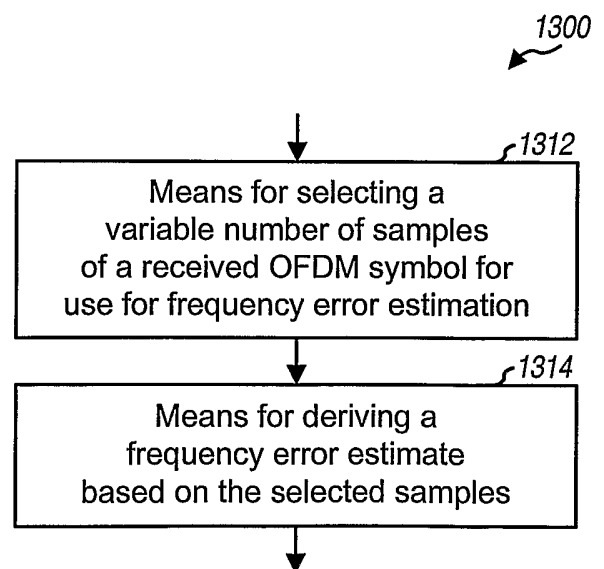 1300
1312
Means for selecting a
variable number of samples
of a received OFDM symbol for
use for frequency error estimation
1314
Means for deriving a
frequency error estimate
based on the selected samples